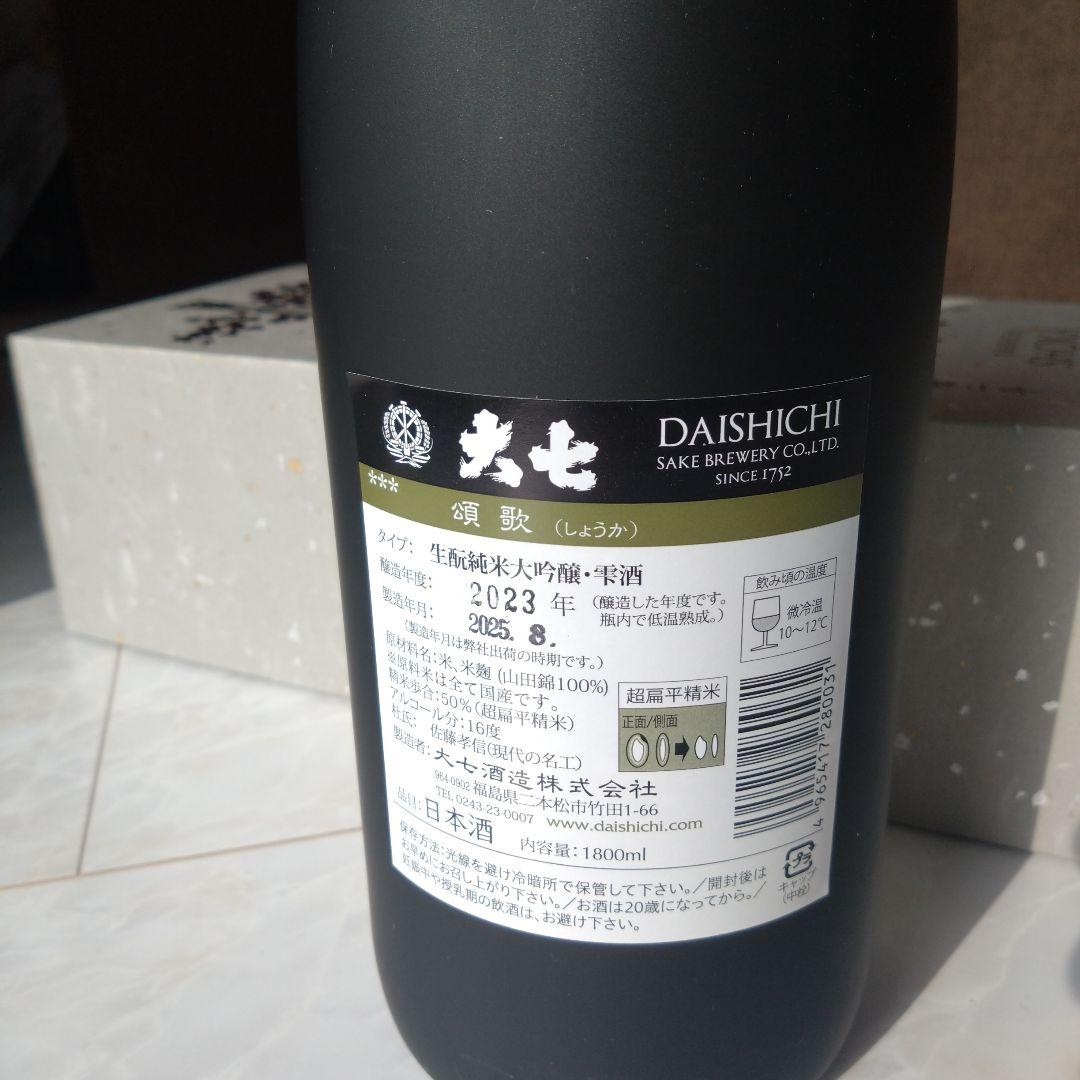 大七
DAISHICHI
SAKE BREWERY CO.,LTD.
SINCE 1752
***
頌歌 (しょうか)
タイプ: 生酛純米大吟醸・雫酒
醸造年度: 2023 年 (醸造した年度です。
瓶内で低温熟成。)
製造年月: 2025. 8.
(製造年月は弊社出荷の時期です。)
原材料名:米、米麹 (山田錦100%)
※原料米は全て国産です。
精米歩合:50%(超扁平精米)
アルコール分:16度
杜氏: 佐藤孝信(現代の名工)
製造者: 大七酒造株式会社
964-0902 福島県二本松市竹田1-66
TEL 0243-23-0007 www.daishichi.com
品目:日本酒 内容量:1800ml
飲み頃の温度
微冷温
10〜12℃
超扁平精米
正面/側面
4 965417 280031
保存方法:光線を避け冷暗所で保管して下さい。/開封後は
お早めにお召し上がり下さい。/お酒は20歳になってから。/
妊娠中や授乳期の飲酒は、お避け下さい。
プラ
キャップ
(中栓)